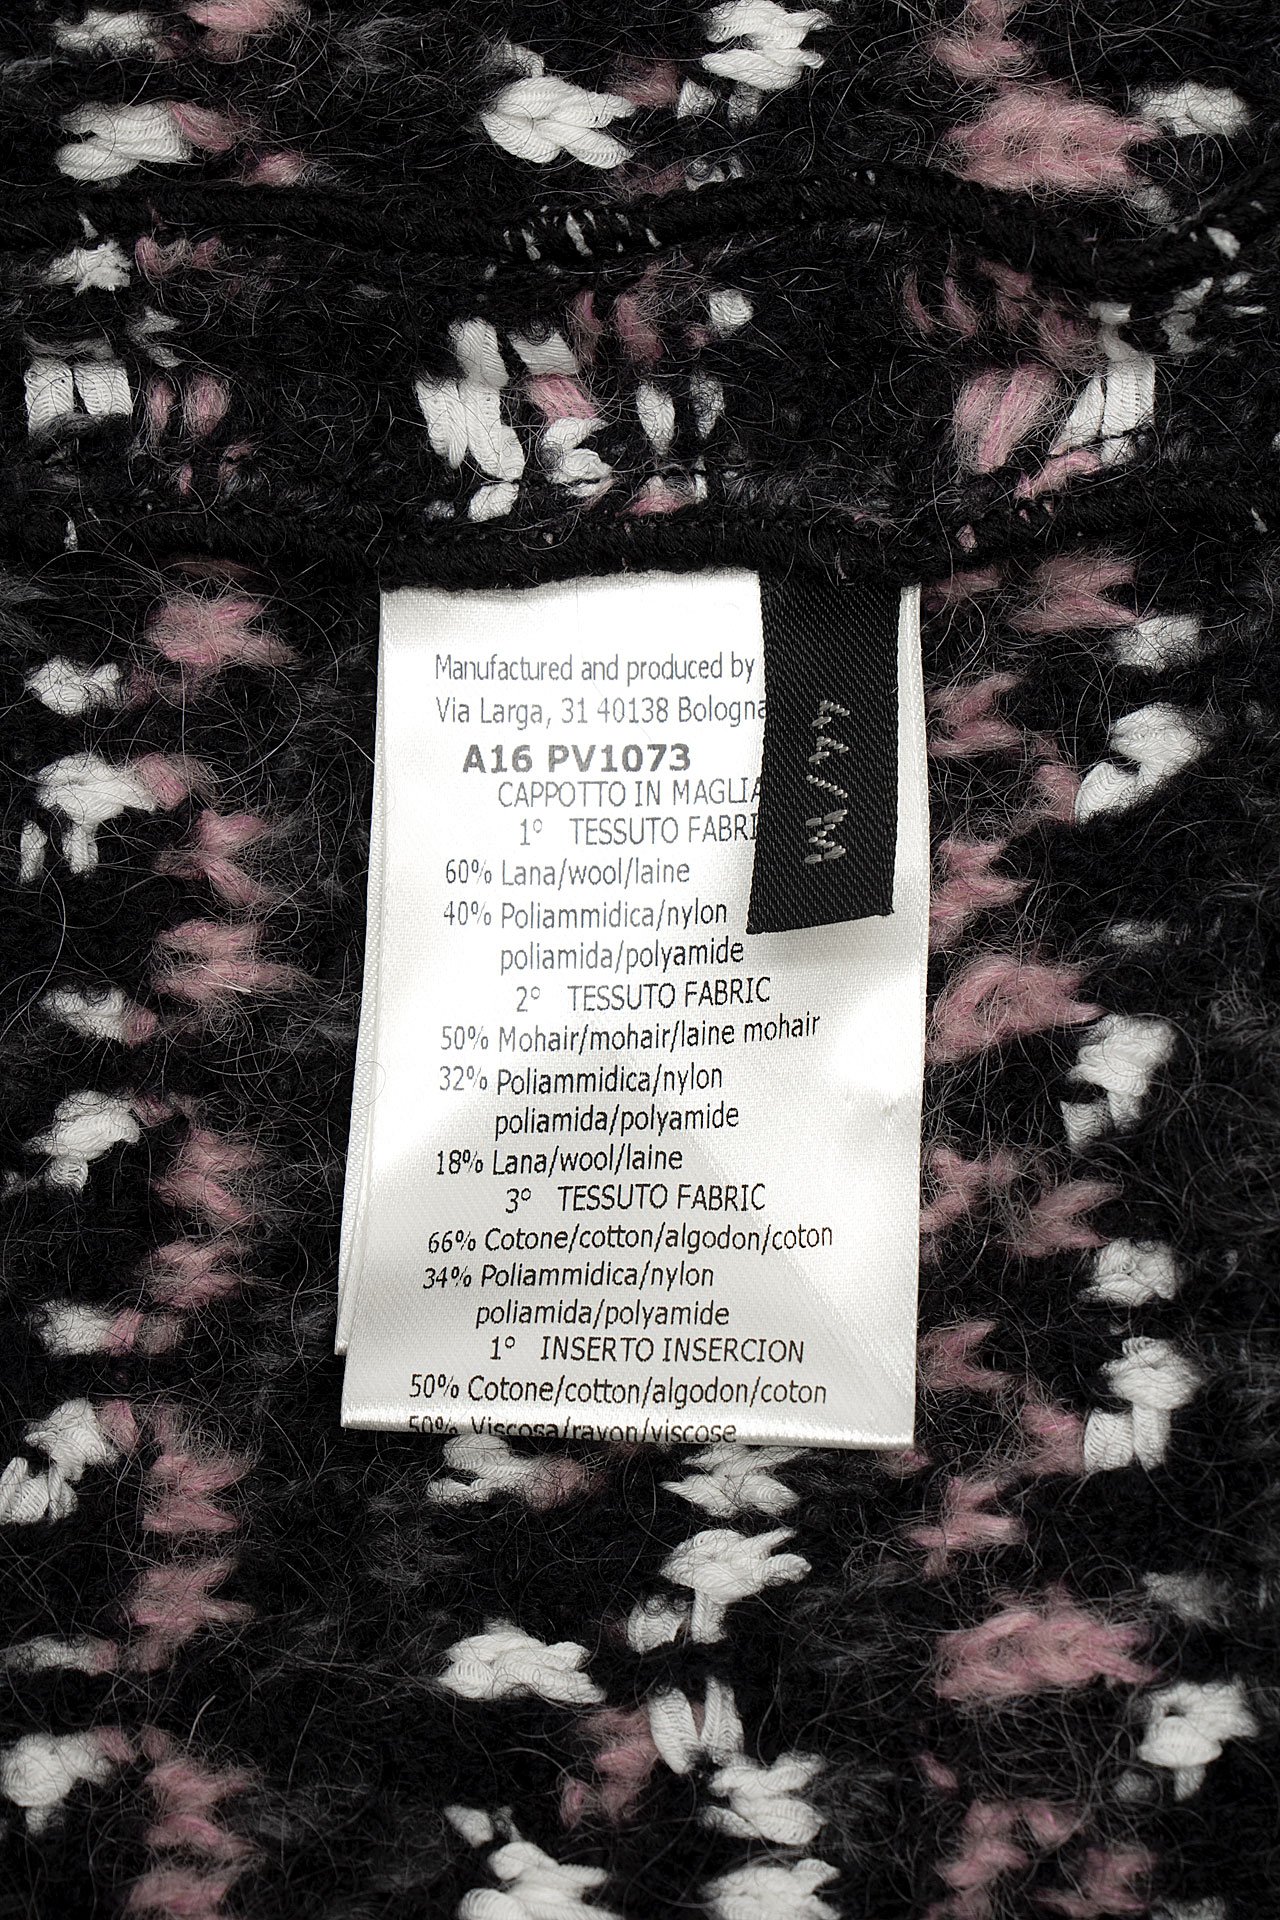 Manufactured and produced by
Via Larga, 31 40138 Bologna
A16 PV1073
CAPPOTTO IN MAGLIA
1° TESSUTO FABRI
60% Lana/wool/laine
40% Poliammidica/nylon
poliamida/polyamide
2° TESSUTO FABRIC
50% Mohair/mohair/laine mohair
32% Poliammidica/nylon
poliamida/polyamide
18% Lana/wool/laine
3° TESSUTO FABRIC
66% Cotone/cotton/algodon/coton
34% Poliammidica/nylon
poliamida/polyamide
1° INSERTO INSERCION
50% Cotone/cotton/algodon/coton
50% Viscosa/rayon/viscose